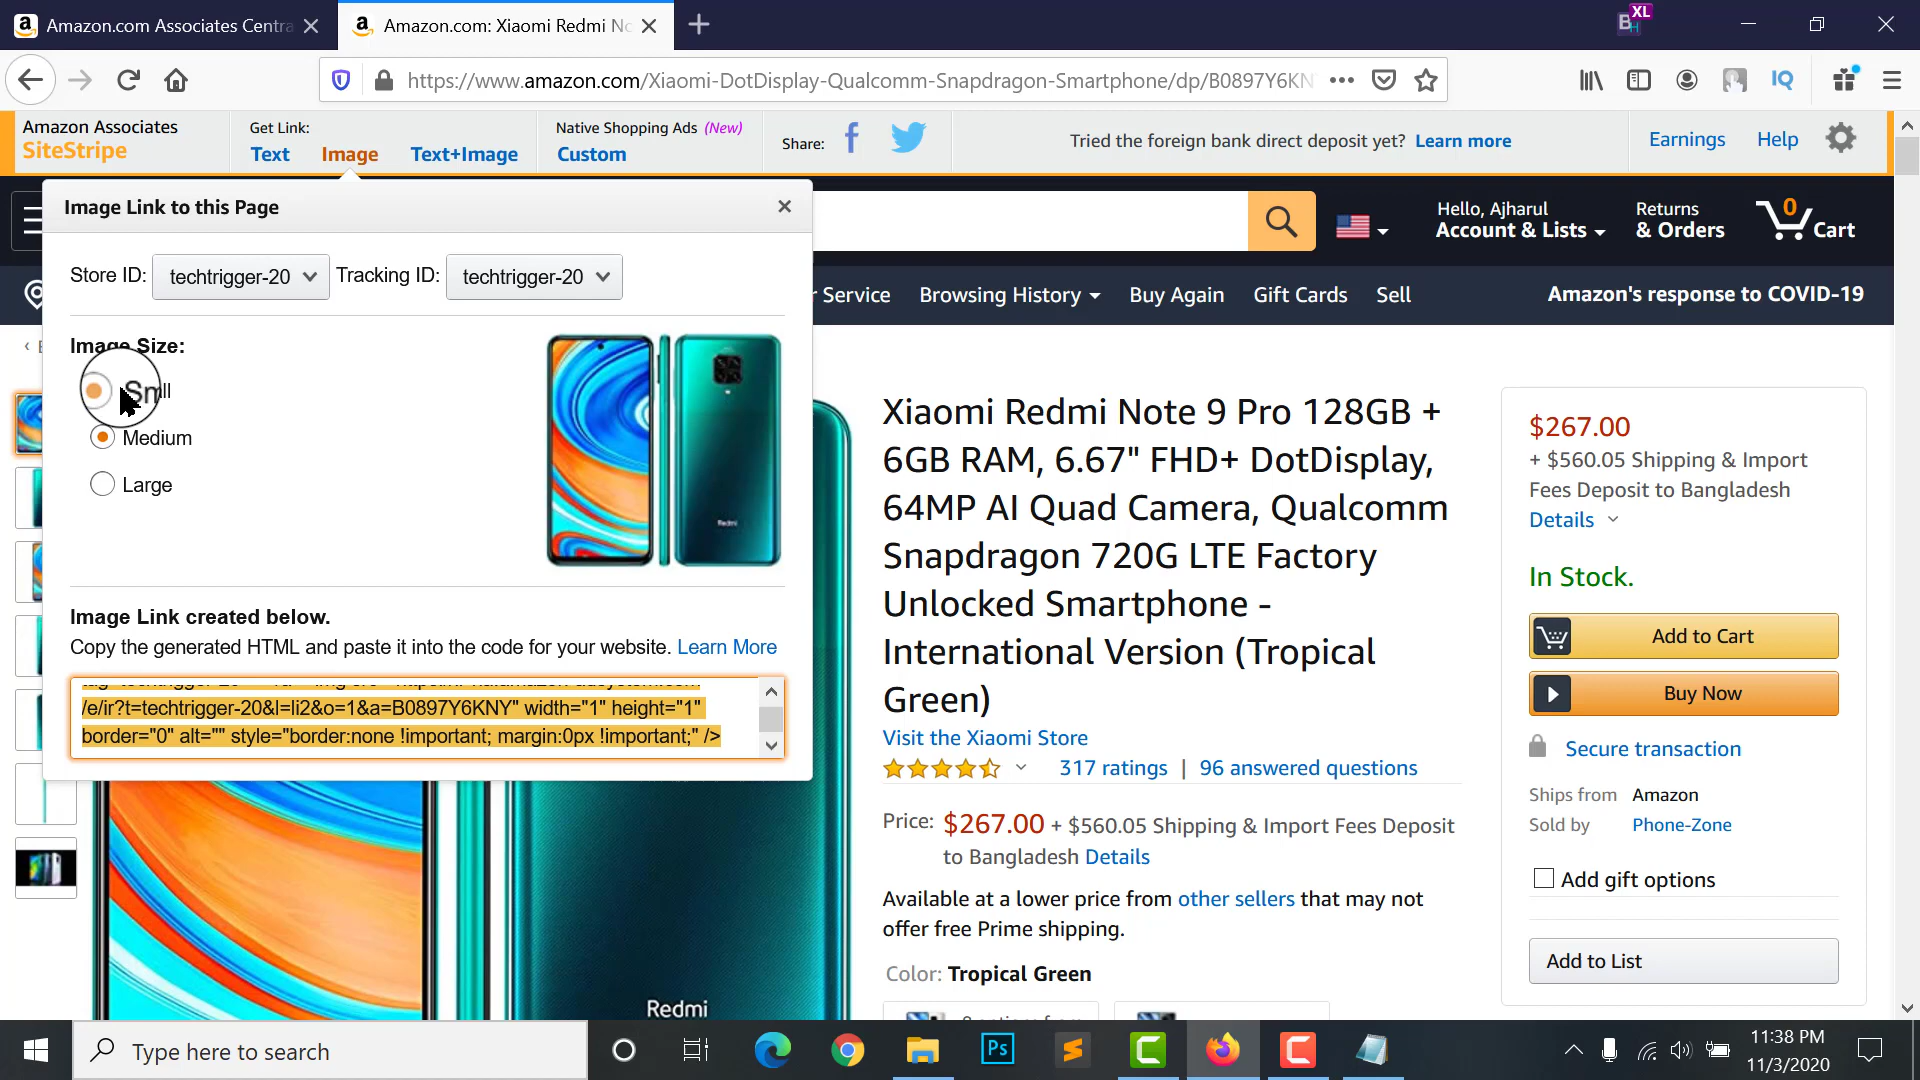 Amazon.com Associates Centra
Amazon.com: Xiaomi Redmi No
XL
https://www.amazon.com/Xiaomi-DotDisplay-Qualcomm-Snapdragon-Smartphone/dp/B0897Y6KN
IQ
Amazon Associates
SiteStripe
Get Link:
Text Image Text+Image
Native Shopping Ads (New)
Custom
Share:
Tried the foreign bank direct deposit yet? Learn more
Earnings Help
Image Link to this Page
Hello, Ajharul
Account & Lists
Returns
& Orders
0
Cart
Store ID: techtrigger-20 Tracking ID: techtrigger-20
Service Browsing History Buy Again Gift Cards Sell
Amazon's response to COVID-19
Image Size:
Medium
Large
Redmi
Image Link created below.
Copy the generated HTML and paste it into the code for your website. Learn More
/e/ir?t=techtrigger-20&l=li2&o=1&a=B0897Y6KNY" width="1" height="1"
border="0" alt="" style="border:none !important; margin:0px !important;" />
Xiaomi Redmi Note 9 Pro 128GB +
6GB RAM, 6.67" FHD+ DotDisplay,
64MP AI Quad Camera, Qualcomm
Snapdragon 720G LTE Factory
Unlocked Smartphone -
International Version (Tropical
Green)
Visit the Xiaomi Store
317 ratings | 96 answered questions
Price: $267.00 + $560.05 Shipping & Import Fees Deposit
to Bangladesh Details
Available at a lower price from other sellers that may not
offer free Prime shipping.
Color: Tropical Green
Redmi
$267.00
+ $560.05 Shipping & Import
Fees Deposit to Bangladesh
Details
In Stock.
Add to Cart
Buy Now
Secure transaction
Ships from Amazon
Sold by Phone-Zone
Add gift options
Add to List
Type here to search
Ps
11:38 PM
11/3/2020